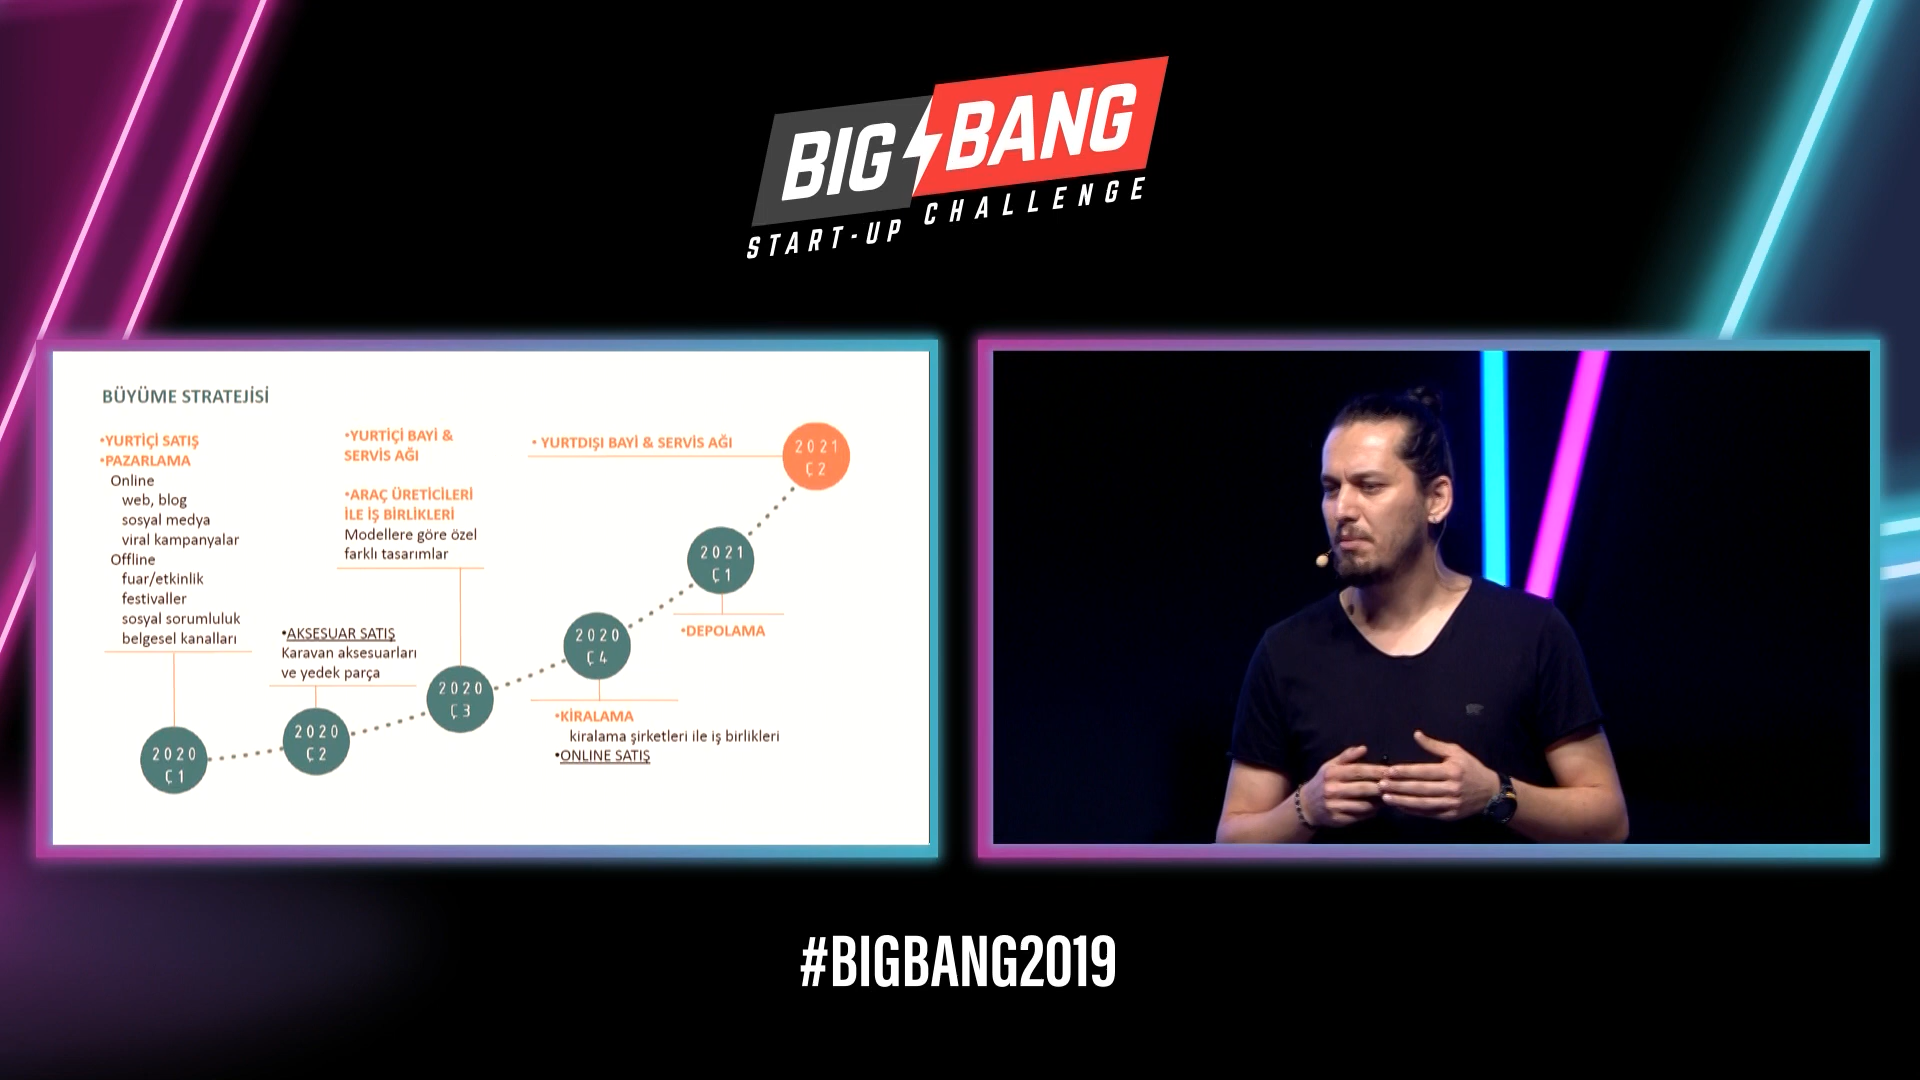 BIG BANG
START-UP CHALLENGE
BÜYÜME STRATEJİSİ
•YURTİÇİ SATIŞ
•PAZARLAMA
Online
web, blog
sosyal medya
viral kampanyalar
Offline
fuar/etkinlik
festivaller
sosyal sorumluluk
belgesel kanalları
2020
Ç1
•AKSESUAR SATIŞ
Karavan aksesuarları
ve yedek parça
2020
Ç2
•YURTİÇİ BAYİ &
SERVİS AĞI
•ARAÇ ÜRETİCİLERİ
İLE İŞ BİRLİKLERİ
Modellere göre özel
farklı tasarımlar
2020
Ç3
2020
Ç4
•KİRALAMA
kiralama şirketleri ile iş birlikleri
•ONLINE SATIŞ
2021
Ç1
•DEPOLAMA
• YURTDIŞI BAYİ & SERVİS AĞI
2021
Ç2
#BIGBANG2019